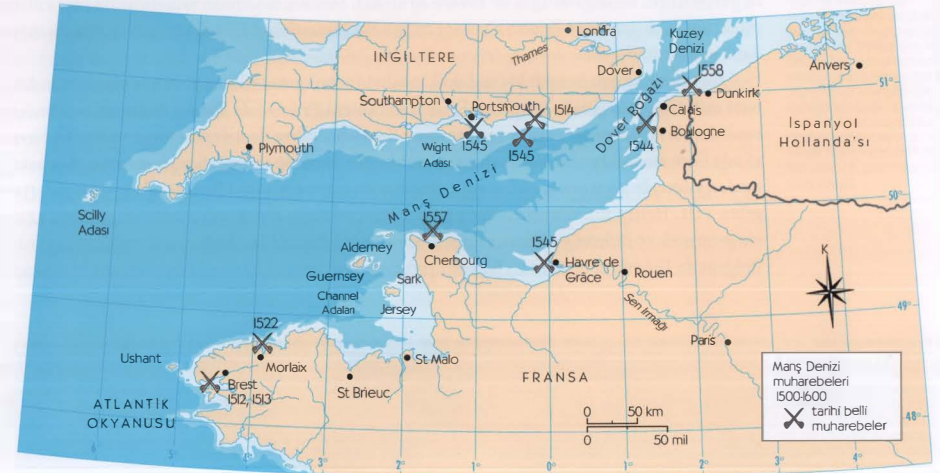 Londra
Kuzey
Denizi
Thames
İNGİLTERE
Dover
1558
Anvers
51°
Southampton
Portsmouth
1514
Dover Boğazı
Dunkirk
Calais
Boulogne
İspanyol
Hollanda'sı
Plymouth
Wight
Adası
1545
1545
1544
Manş Denizi
50°
Scilly
Adası
1557
Alderney
Cherbourg
1545
Havre de
Grâce
Rouen
K
Guernsey
Sark
Channel
Adaları
Jersey
Sen Irmağı
49°
1522
Ushant
Morlaix
St Malo
Paris
Brest
1512, 1513
St Brieuc
FRANSA
ATLANTİK
OKYANUSU
Manş Denizi
muharebeleri
1500-1600
tarihi belli
muharebeler
0 50 km
0 50 mil
48°
5° 4° 3° 2° 1° 0° 1° 2° 3° 4°